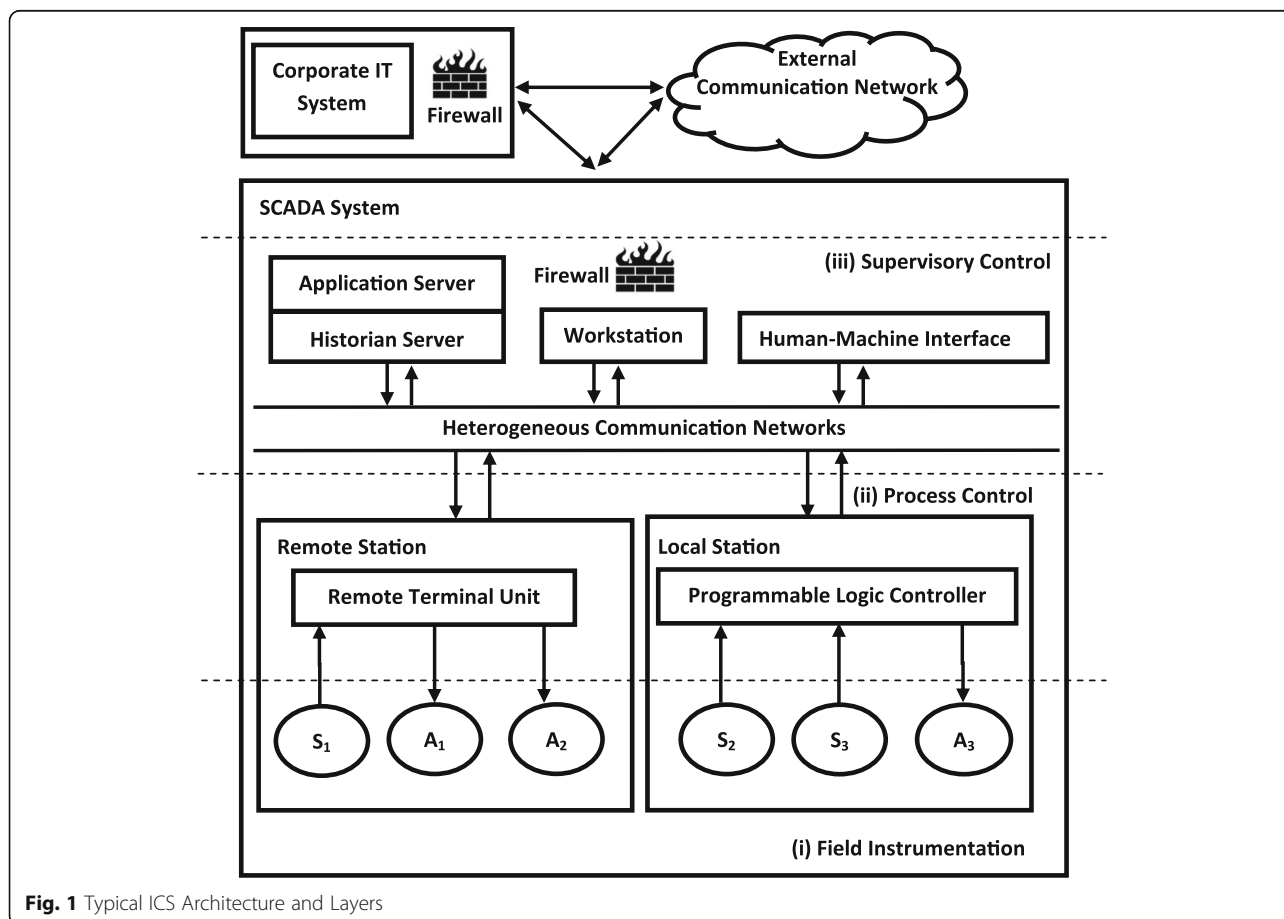 Corporate IT
System
Firewall
External
Communication Network
SCADA System
(iii) Supervisory Control
Firewall
Application Server
Historian Server
Workstation
Human-Machine Interface
Heterogeneous Communication Networks
(ii) Process Control
Remote Station
Remote Terminal Unit
Local Station
Programmable Logic Controller
S₁
A₁
A₂
S₂
S₃
A₃
(i) Field Instrumentation
Fig. 1 Typical ICS Architecture and Layers